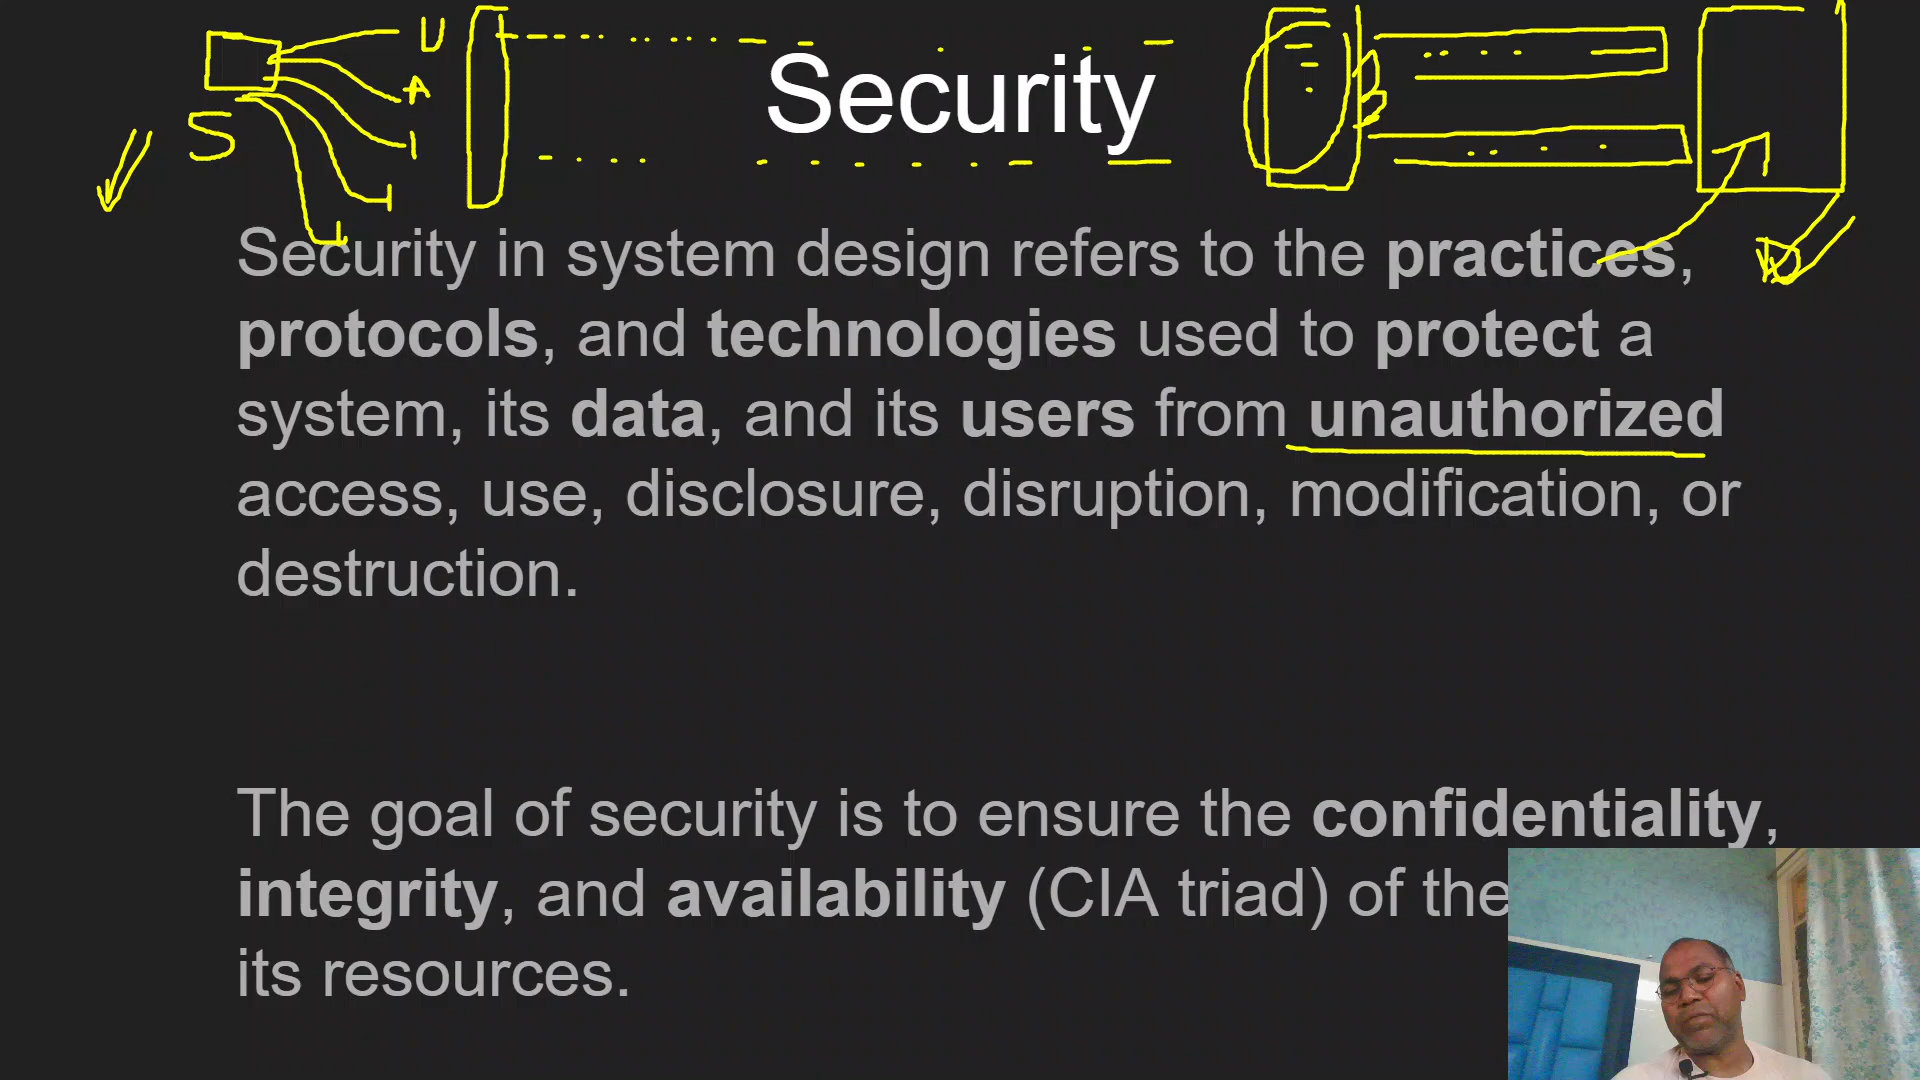 U
A
S
Security
Security in system design refers to the practices,
protocols, and technologies used to protect a
system, its data, and its users from unauthorized
access, use, disclosure, disruption, modification, or
destruction.
The goal of security is to ensure the confidentiality,
integrity, and availability (CIA triad) of the
its resources.